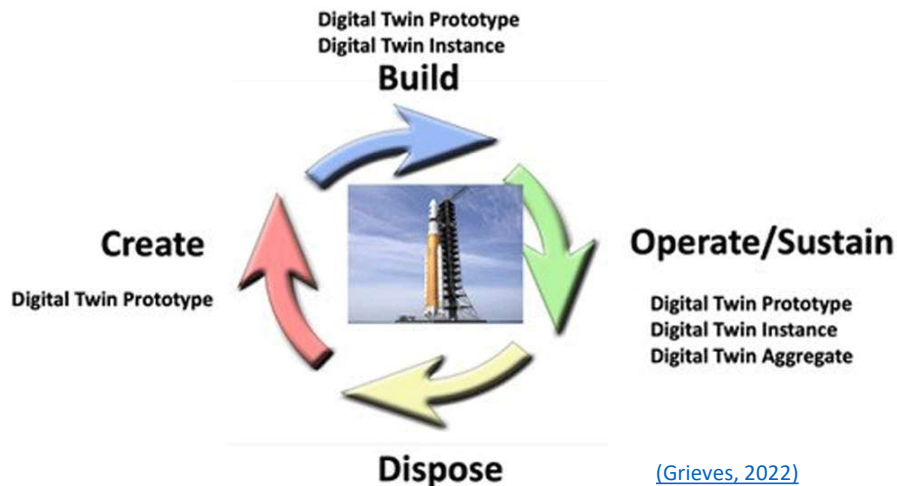 Digital Twin Prototype
Digital Twin Instance
Build
Create
Digital Twin Prototype
Operate/Sustain
Digital Twin Prototype
Digital Twin Instance
Digital Twin Aggregate
Dispose
(Grieves, 2022)